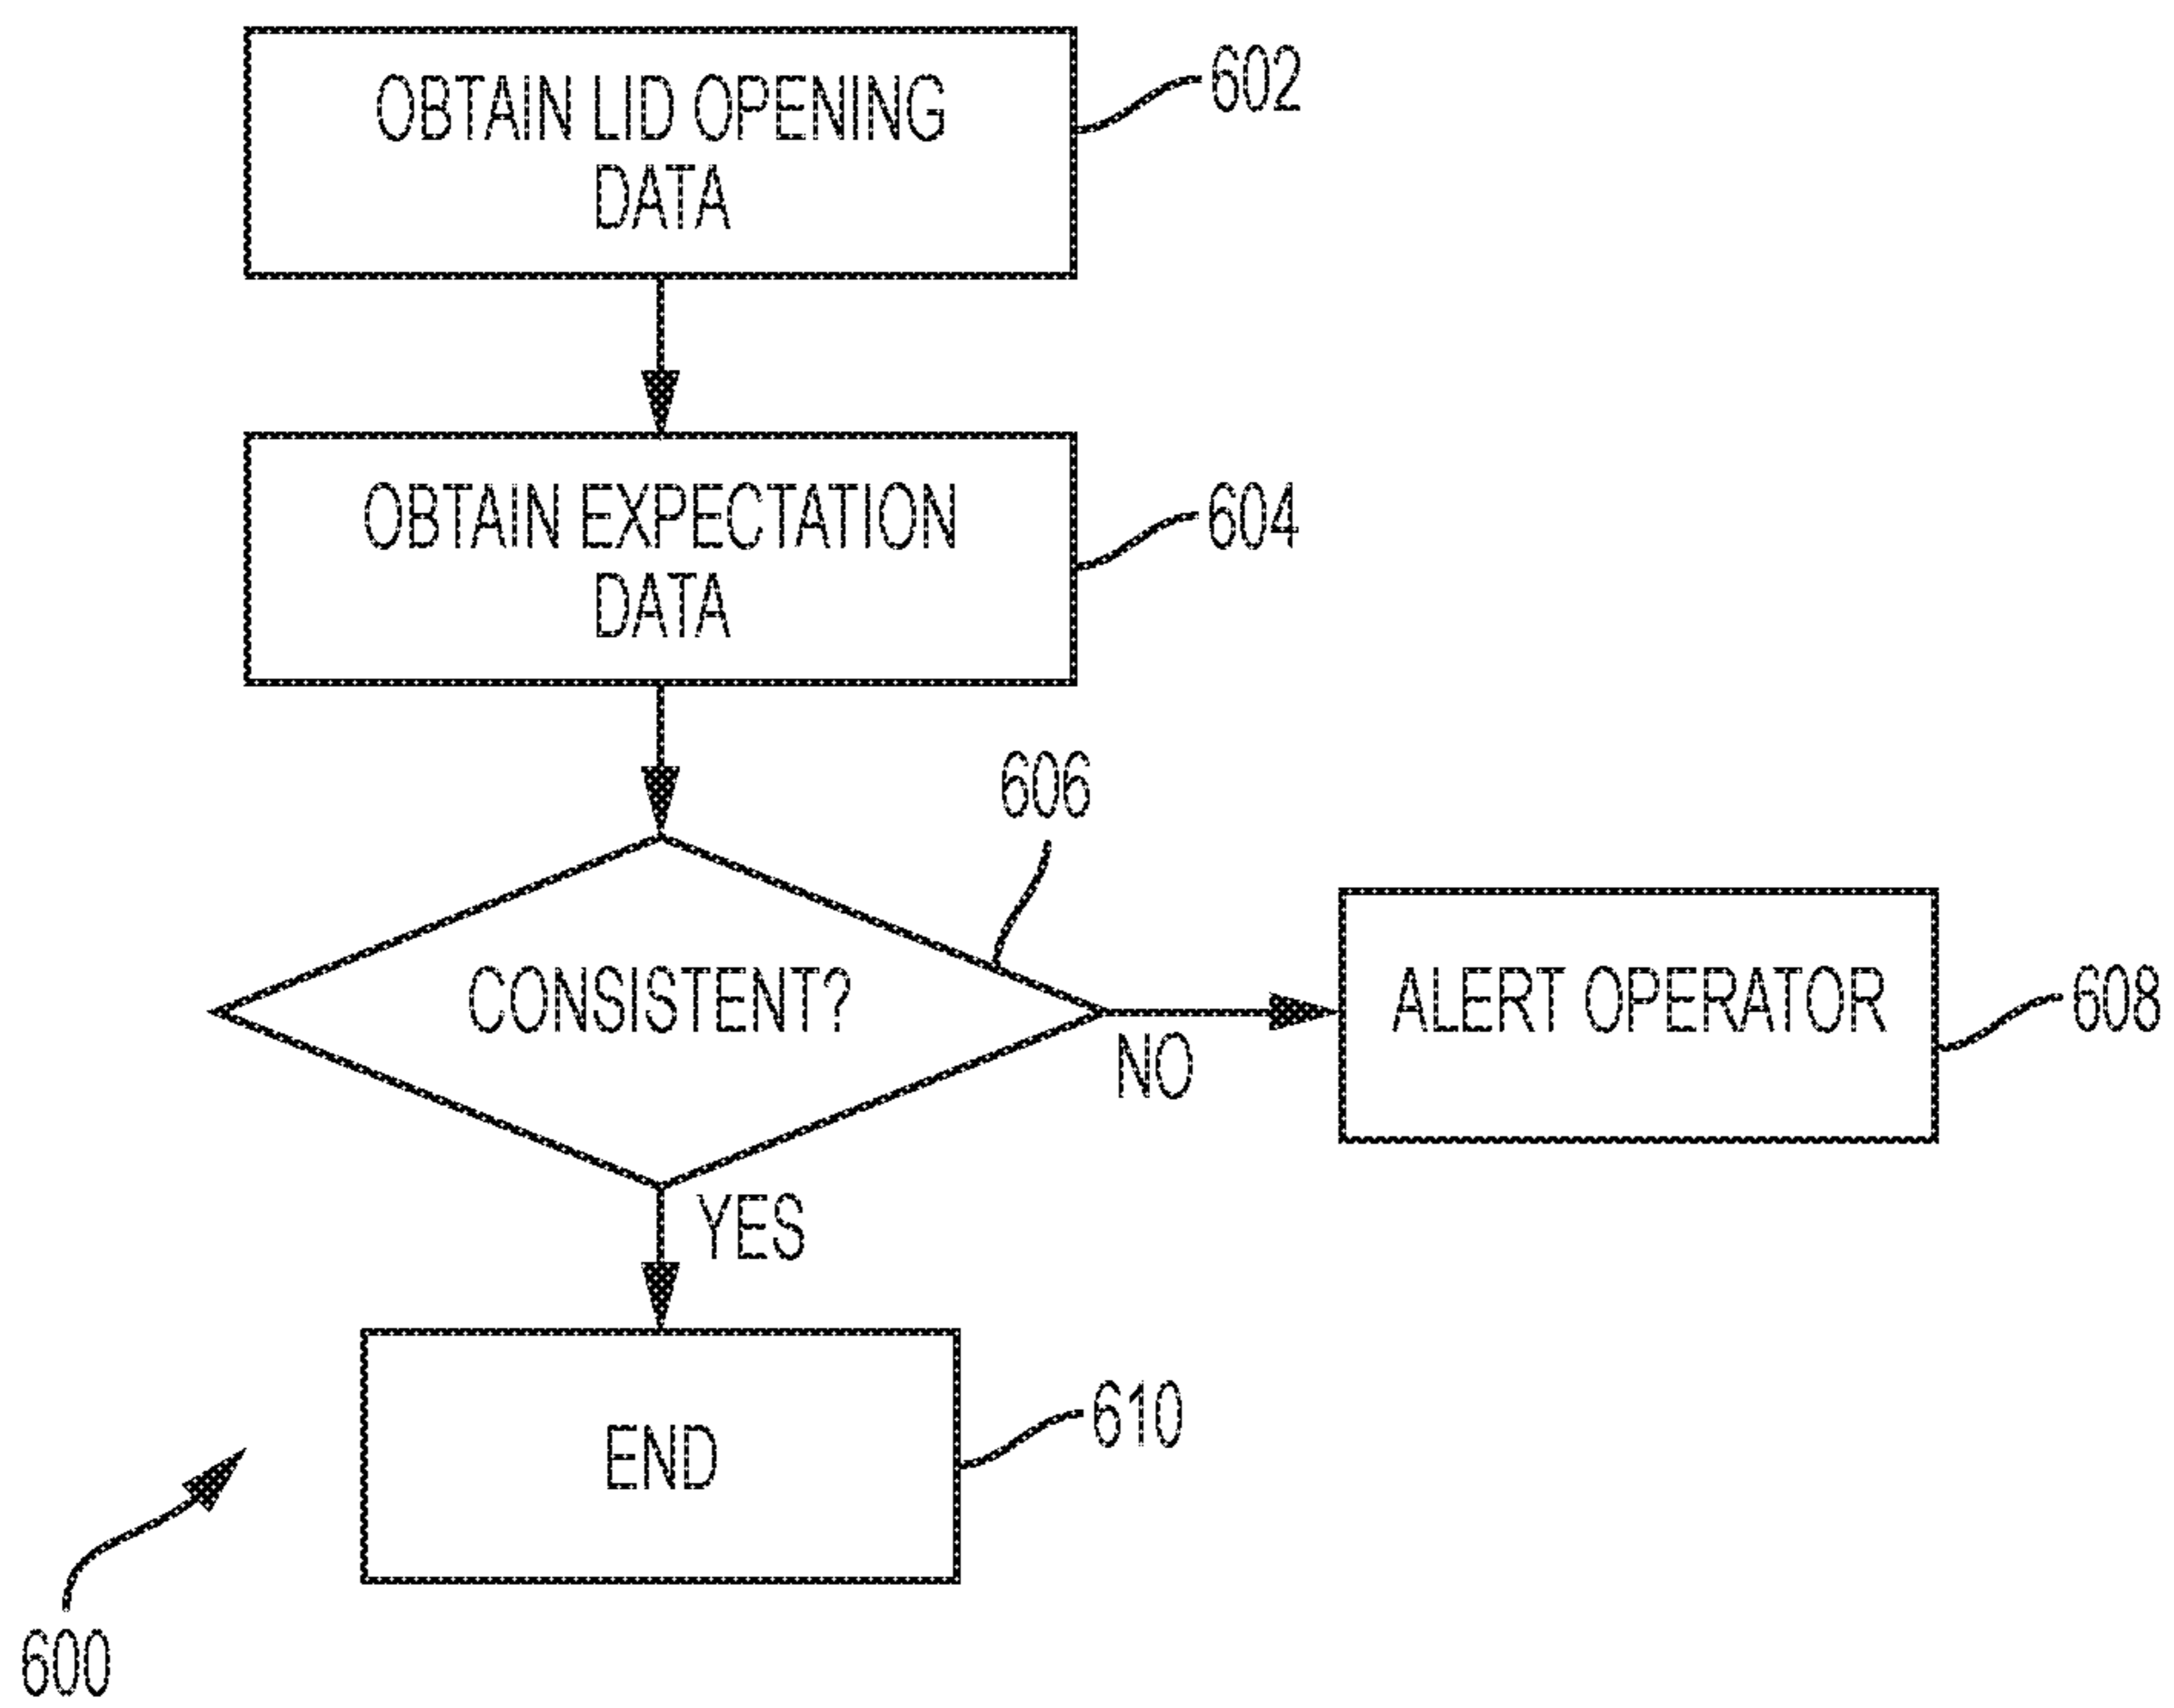 OBTAIN LID OPENING
DATA
602
OBTAIN EXPECTATION
DATA
604
606
CONSISTENT?
NO
ALERT OPERATOR
608
YES
END
610
600